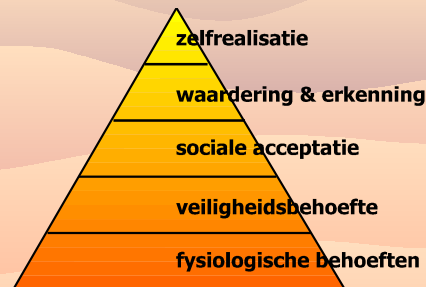 zelfrealisatie
waardering & erkenning
sociale acceptatie
veiligheidsbehoefte
fysiologische behoeften